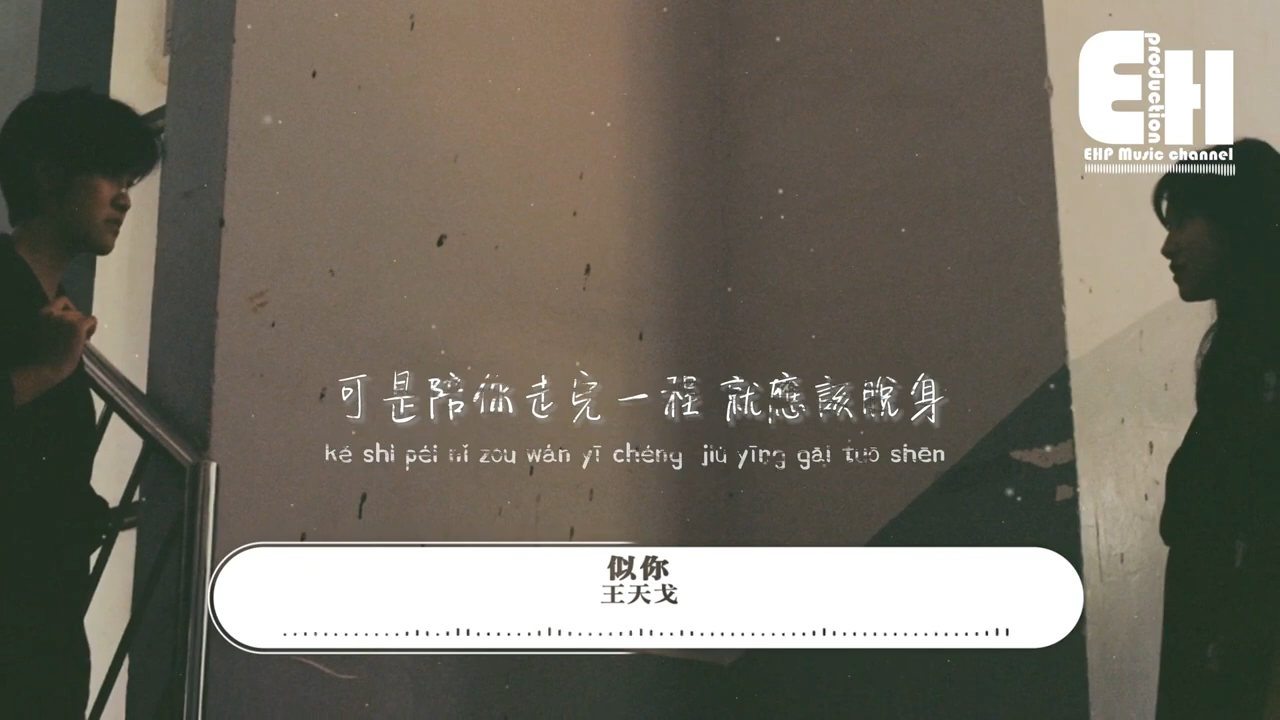 EH
production
EHP Music channel
可是陪你走完一程 就應該脫身
kě shì péi nǐ zǒu wán yī chéng jiù yīng gāi tuō shēn
似你
王天戈